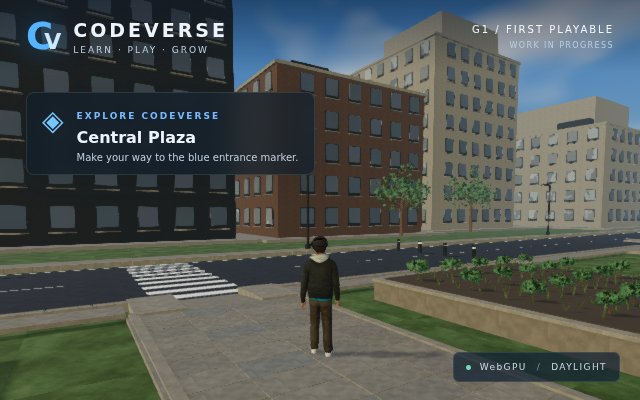 CV CODEVERSE
LEARN · PLAY · GROW
G1 / FIRST PLAYABLE
WORK IN PROGRESS
EXPLORE CODEVERSE
Central Plaza
Make your way to the blue entrance marker.
WebGPU / DAYLIGHT